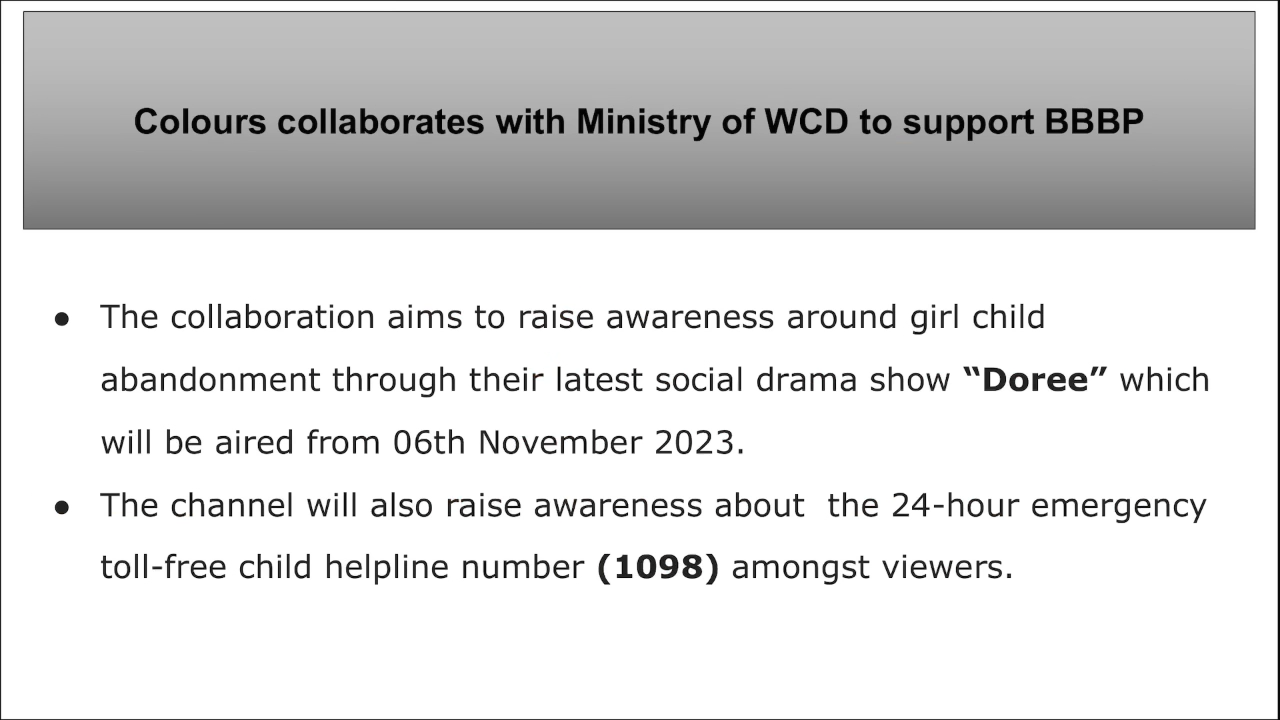 Colours collaborates with Ministry of WCD to support BBBP
● The collaboration aims to raise awareness around girl child
abandonment through their latest social drama show “Doree” which
will be aired from 06th November 2023.
● The channel will also raise awareness about  the 24-hour emergency
toll-free child helpline number (1098) amongst viewers.